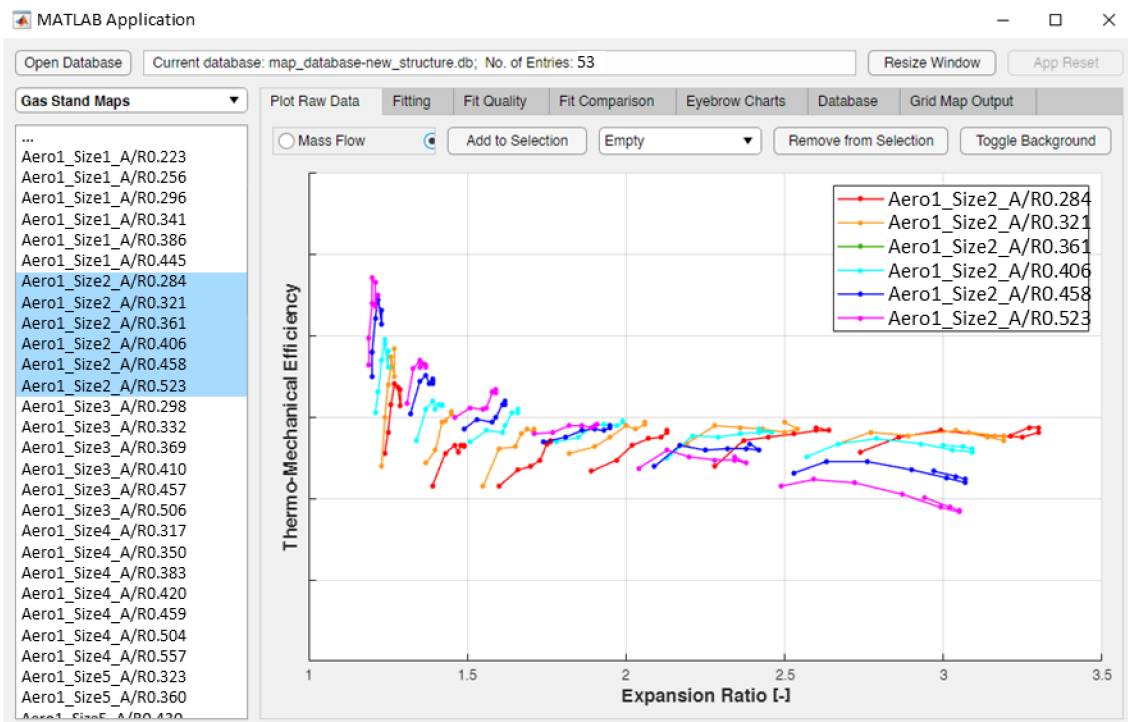 MATLAB Application
Open Database
Current database: map_database-new_structure.db; No. of Entries: 53
Resize Window
App Reset
Gas Stand Maps
Plot Raw Data
Fitting
Fit Quality
Fit Comparison
Eyebrow Charts
Database
Grid Map Output
...
Aero1_Size1_A/R0.223
Aero1_Size1_A/R0.256
Aero1_Size1_A/R0.296
Aero1_Size1_A/R0.341
Aero1_Size1_A/R0.386
Aero1_Size1_A/R0.445
Aero1_Size2_A/R0.284
Aero1_Size2_A/R0.321
Aero1_Size2_A/R0.361
Aero1_Size2_A/R0.406
Aero1_Size2_A/R0.458
Aero1_Size2_A/R0.523
Aero1_Size3_A/R0.298
Aero1_Size3_A/R0.332
Aero1_Size3_A/R0.369
Aero1_Size3_A/R0.410
Aero1_Size3_A/R0.457
Aero1_Size3_A/R0.506
Aero1_Size4_A/R0.317
Aero1_Size4_A/R0.350
Aero1_Size4_A/R0.383
Aero1_Size4_A/R0.420
Aero1_Size4_A/R0.459
Aero1_Size4_A/R0.504
Aero1_Size4_A/R0.557
Aero1_Size5_A/R0.323
Aero1_Size5_A/R0.360
Mass Flow
Add to Selection
Empty
Remove from Selection
Toggle Background
Aero1_Size2_A/R0.284
Aero1_Size2_A/R0.321
Aero1_Size2_A/R0.361
Aero1_Size2_A/R0.406
Aero1_Size2_A/R0.458
Aero1_Size2_A/R0.523
Thermo-Mechanical Efficiency
1
1.5
2
2.5
3
3.5
Expansion Ratio [-]